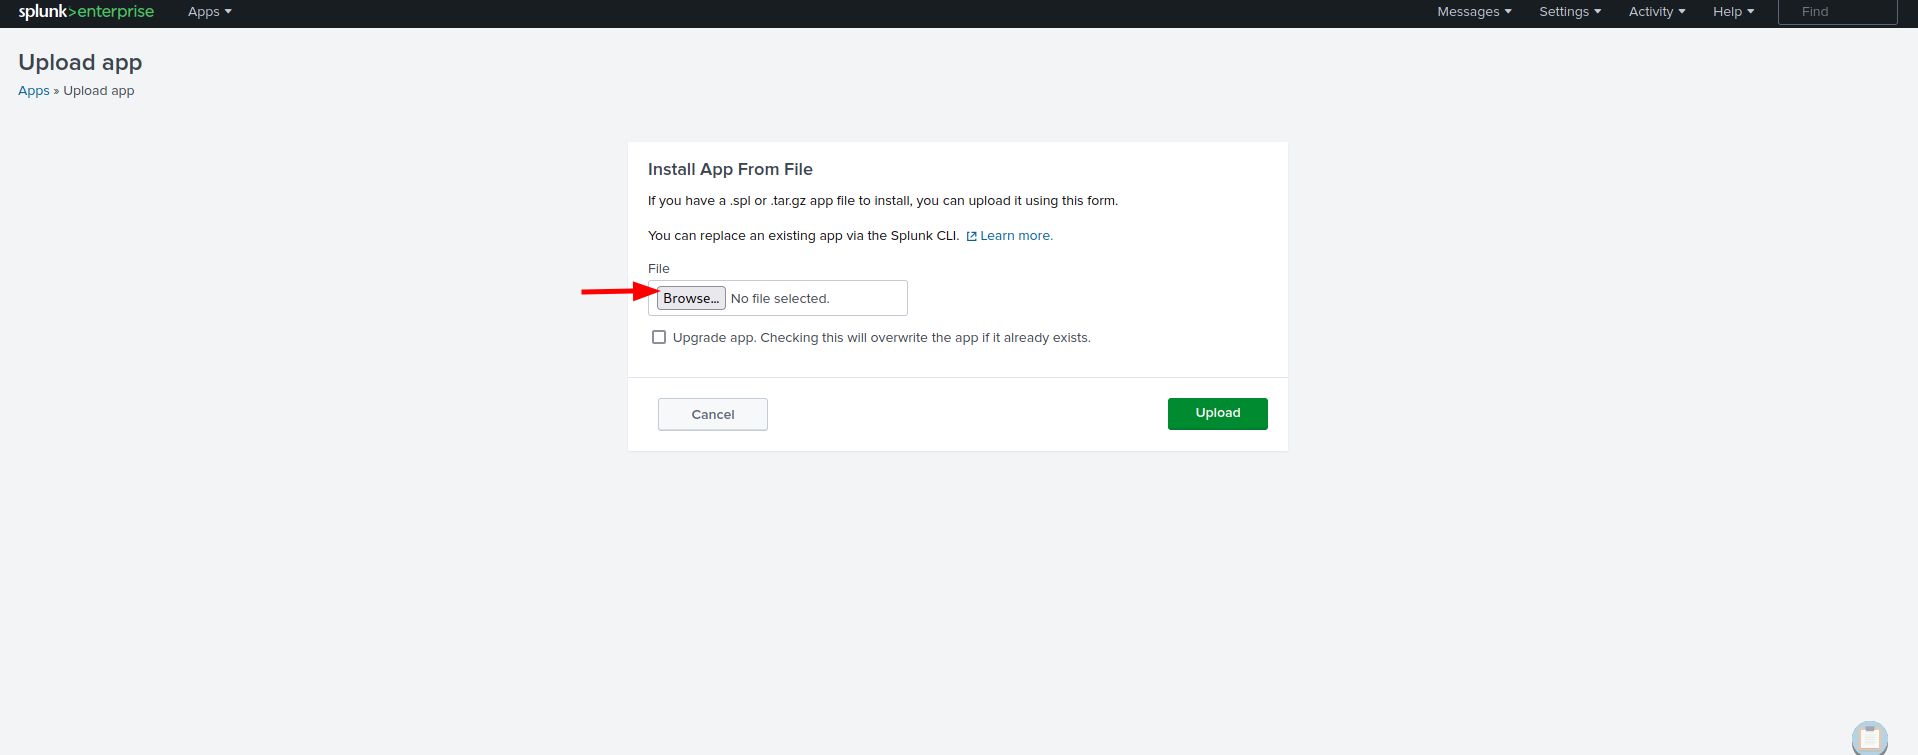 splunk>enterprise Apps Messages Settings Activity Help Find
Upload app
Apps » Upload app
Install App From File
If you have a .spl or .tar.gz app file to install, you can upload it using this form.
You can replace an existing app via the Splunk CLI. Learn more.
File
Browse... No file selected.
Upgrade app. Checking this will overwrite the app if it already exists.
Cancel Upload